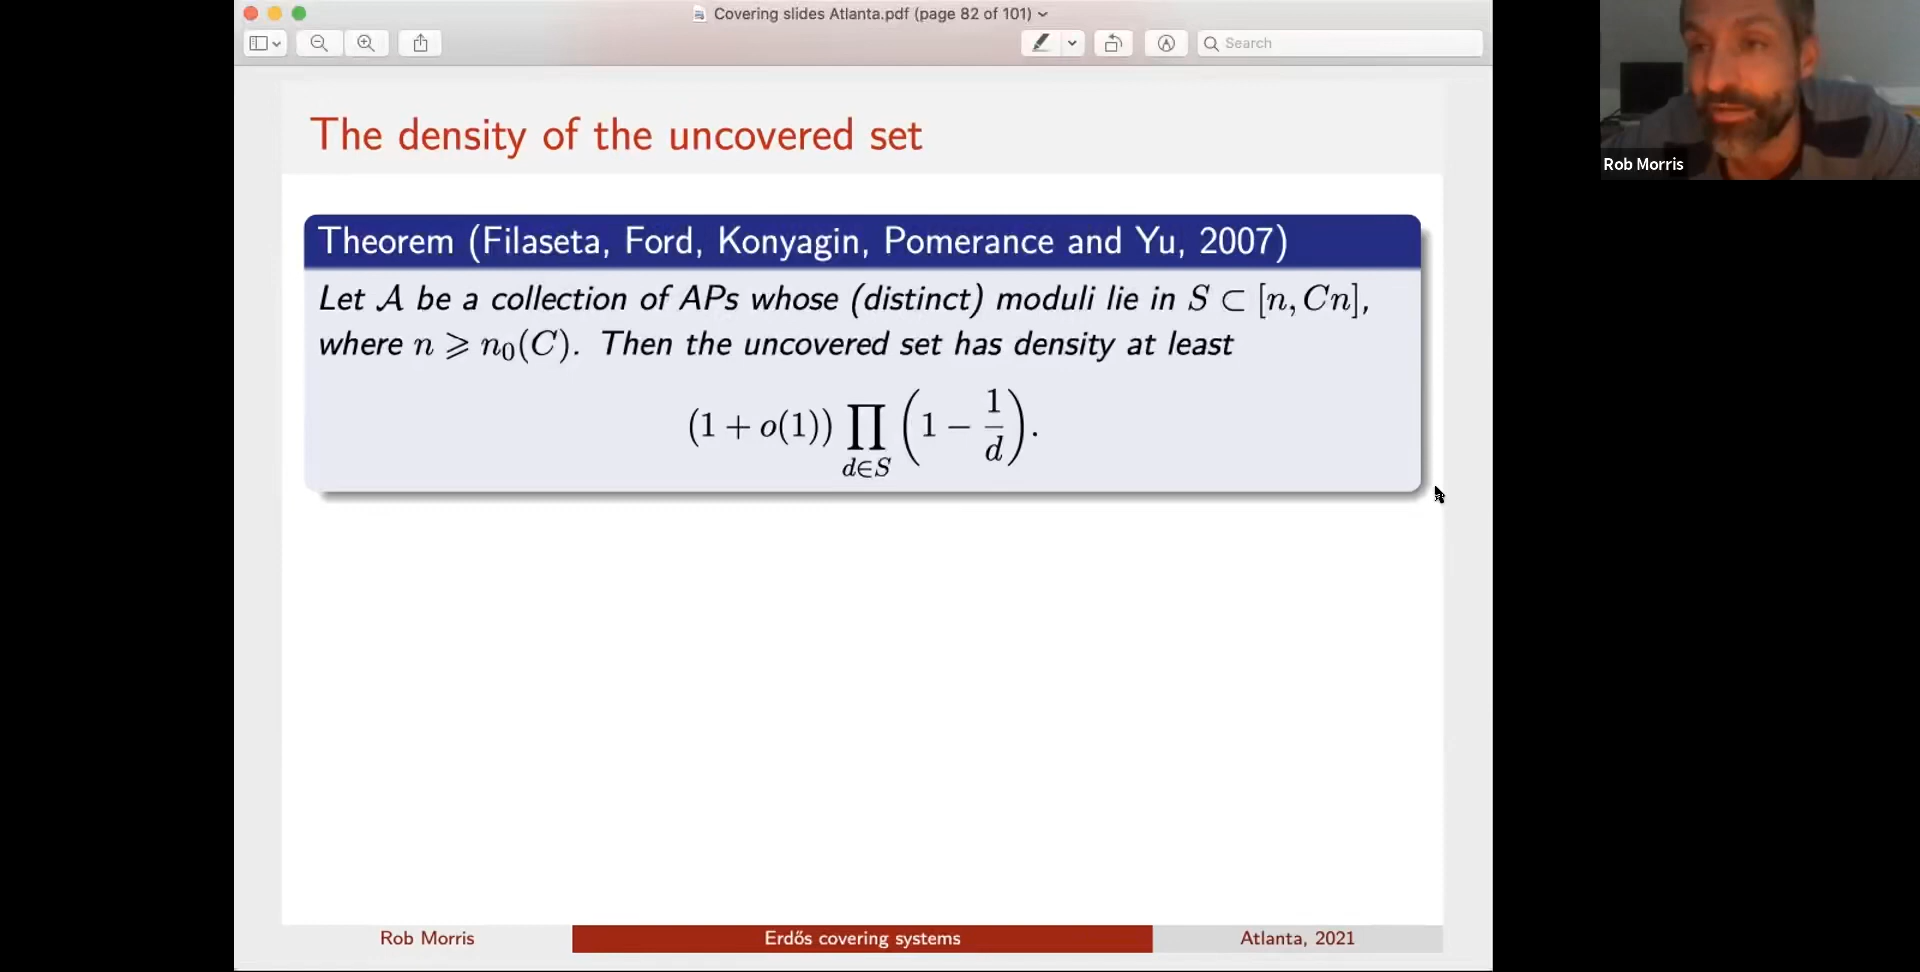 Covering slides Atlanta.pdf (page 82 of 101)
Search
The density of the uncovered set
Theorem (Filaseta, Ford, Konyagin, Pomerance and Yu, 2007)
Let 𝒜 be a collection of APs whose (distinct) moduli lie in S ⊂ [n, Cn],
where n ⩾ n₀(C). Then the uncovered set has density at least
(1 + o(1)) ∏_{d∈S} (1 − 1/d).
Rob Morris
Erdős covering systems
Atlanta, 2021
Rob Morris